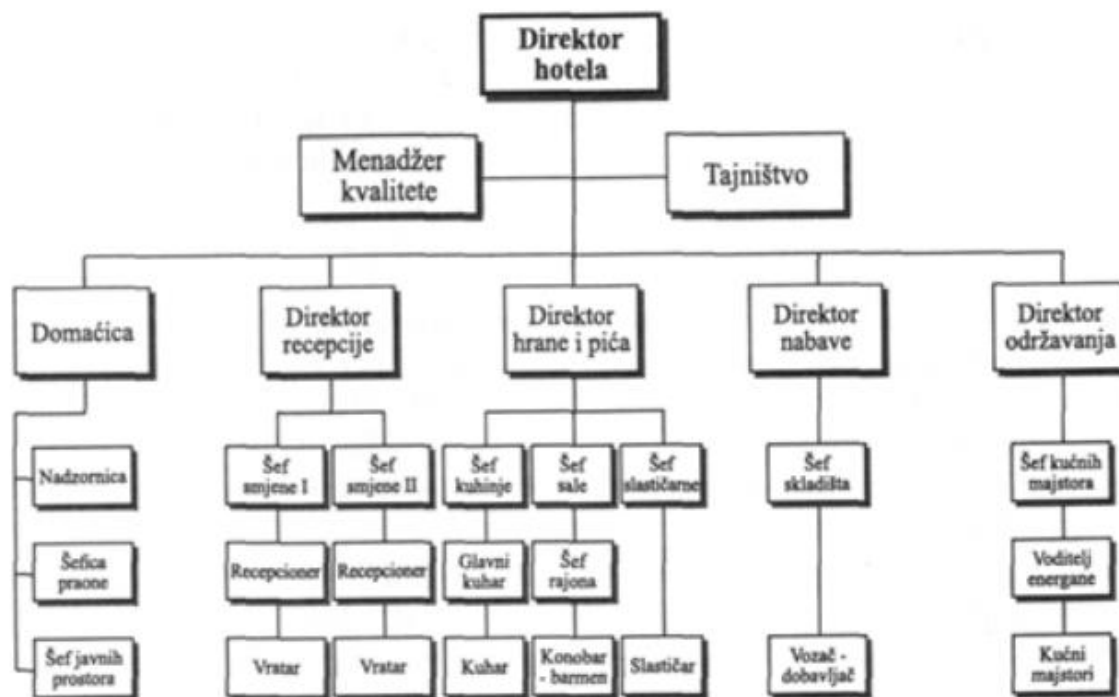 Direktor
hotela
Menadžer
kvalitete
Tajništvo
Domaćica
Direktor
recepcije
Direktor
hrane i pića
Direktor
nabave
Direktor
održavanja
Nadzornica
Šef
smjene I
Šef
smjene II
Šef
kuhinje
Šef
sale
Šef
slastičarne
Šef
skladišta
Šef kućnih
majstora
Šefica
praone
Recepcioner
Recepcioner
Glavni
kuhar
Šef
rajona
Voditelj
energane
Šef javnih
prostora
Vratar
Vratar
Kuhar
Konobar
- barmen
Slastičar
Vozač -
dobavljač
Kućni
majstori